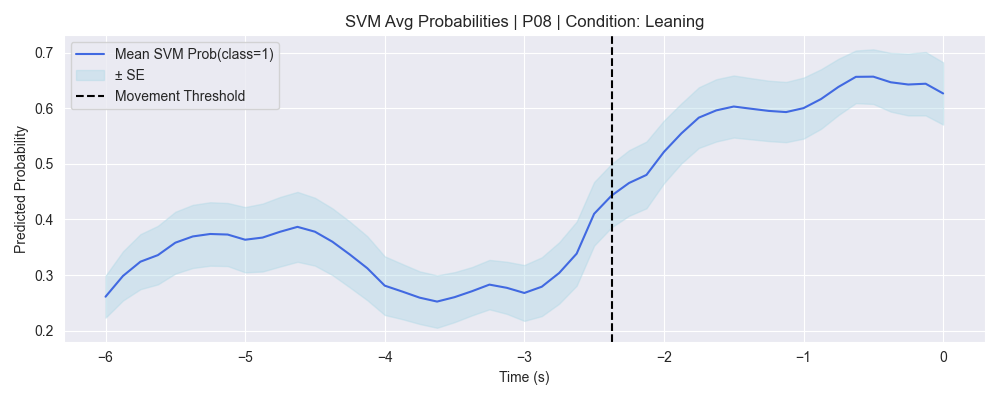 SVM Avg Probabilities | P08 | Condition: Leaning
Mean SVM Prob(class=1)
± SE
Movement Threshold
Predicted Probability
0.7
0.6
0.5
0.4
0.3
0.2
−6
−5
−4
−3
−2
−1
0
Time (s)